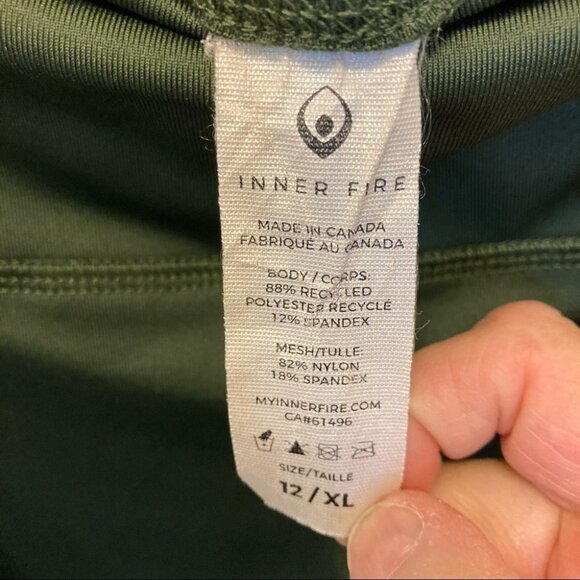 INNER FIRE
MADE IN CANADA
FABRIQUÉ AU CANADA
BODY / CORPS:
88% RECYCLED
POLYESTER RECYCLÉ
12% SPANDEX
MESH/TULLE:
82% NYLON
18% SPANDEX
MYINNERFIRE.COM
CA#61496
SIZE/TAILLE
12 / XL